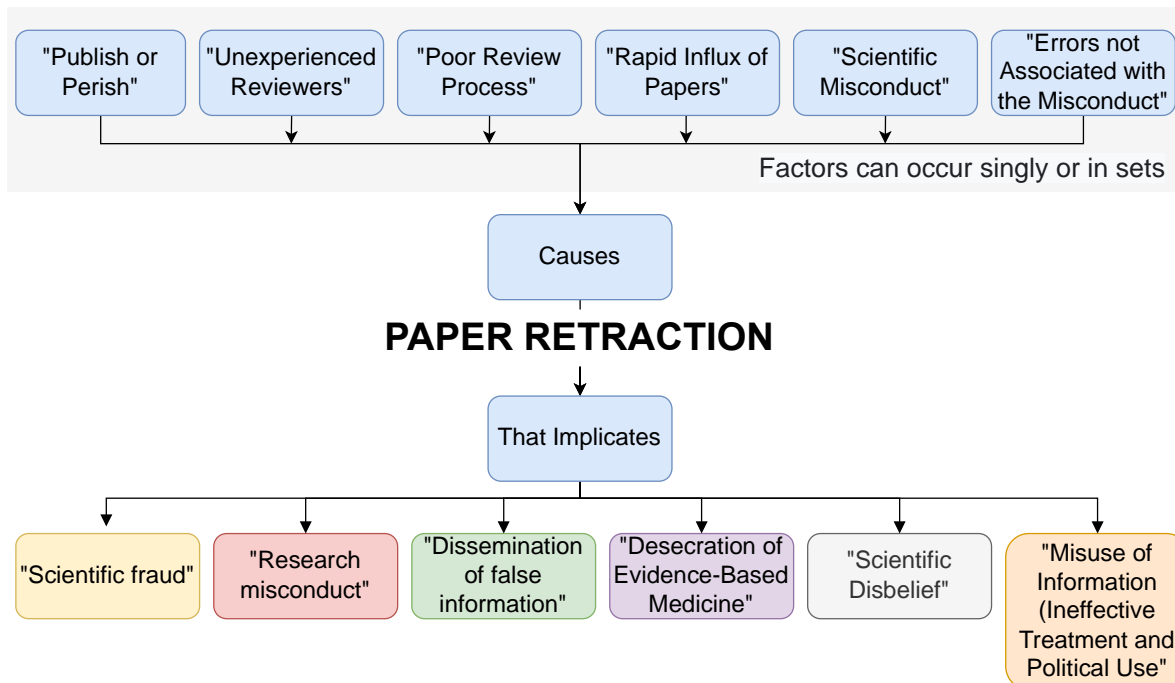 "Publish or
Perish"
"Unexperienced
Reviewers"
"Poor Review
Process"
"Rapid Influx of
Papers"
"Scientific
Misconduct"
"Errors not
Associated with
the Misconduct"
Factors can occur singly or in sets
Causes
PAPER RETRACTION
That Implicates
"Scientific fraud"
"Research
misconduct"
"Dissemination
of false
information"
"Desecration of
Evidence-Based
Medicine"
"Scientific
Disbelief"
"Misuse of
Information
(Ineffective
Treatment and
Political Use"